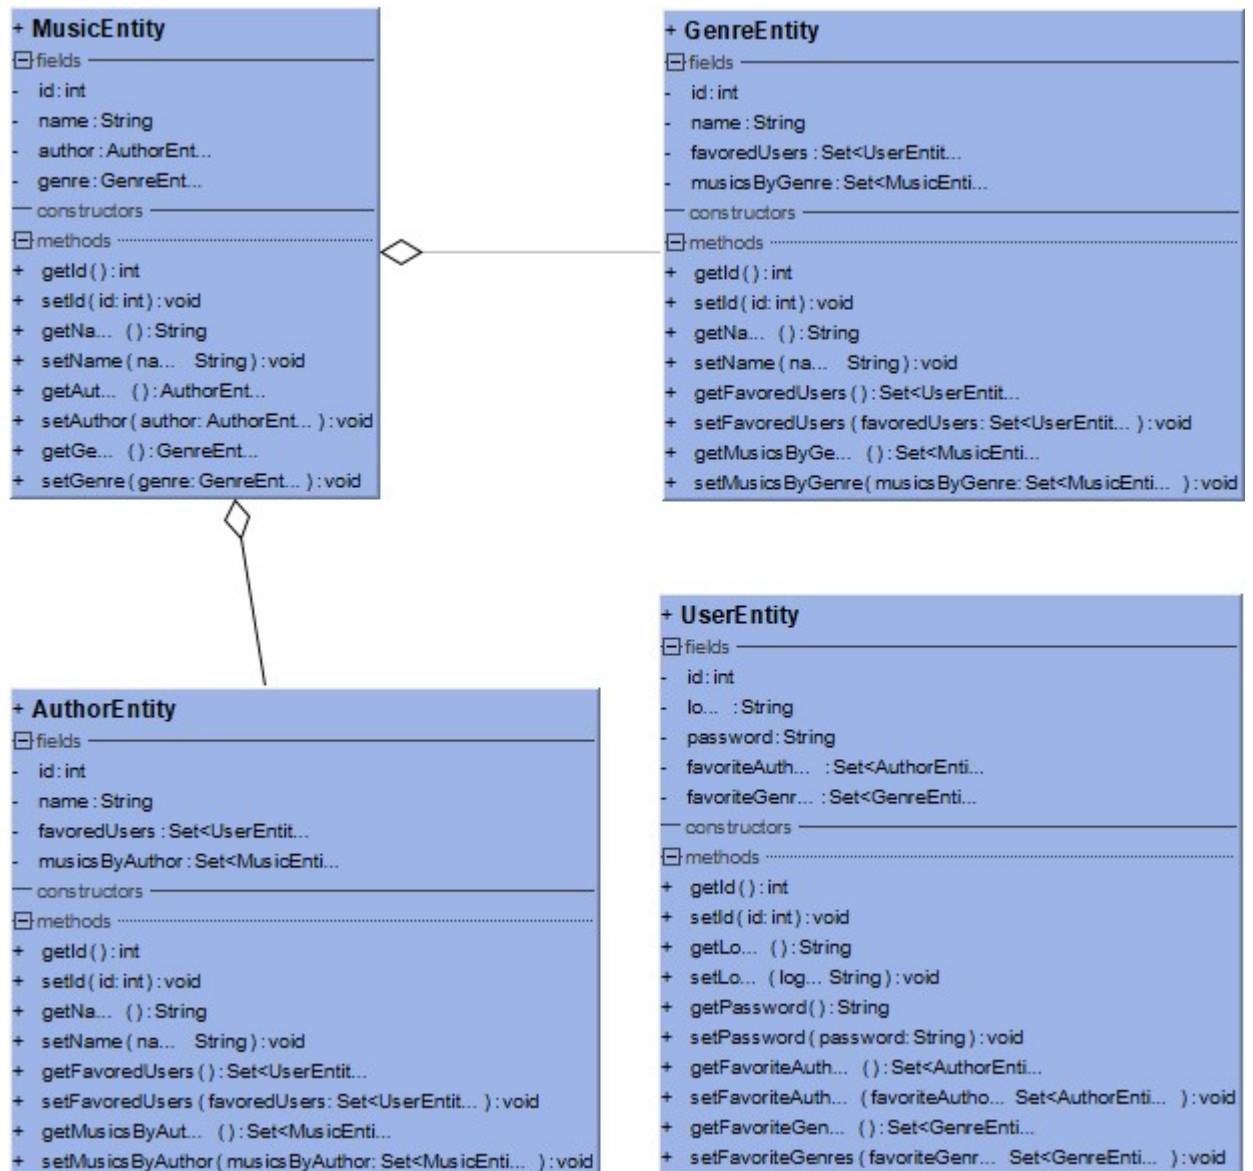 + MusicEntity
fields
- id : int
- name : String
- author : AuthorEnt...
- genre : GenreEnt...
constructors
methods
+ getId ( ) : int
+ setId ( id: int ) : void
+ getNa... ( ) : String
+ setName ( na... String ) : void
+ getAut... ( ) : AuthorEnt...
+ setAuthor ( author: AuthorEnt... ) : void
+ getGe... ( ) : GenreEnt...
+ setGenre ( genre: GenreEnt... ) : void
+ GenreEntity
fields
- id : int
- name : String
- favoredUsers : Set<UserEntit...
- musicsByGenre : Set<MusicEnti...
constructors
methods
+ getId ( ) : int
+ setId ( id: int ) : void
+ getNa... ( ) : String
+ setName ( na... String ) : void
+ getFavoredUsers ( ) : Set<UserEntit...
+ setFavoredUsers ( favoredUsers: Set<UserEntit... ) : void
+ getMusicsByGe... ( ) : Set<MusicEnti...
+ setMusicsByGenre ( musicsByGenre: Set<MusicEnti... ) : void
+ AuthorEntity
fields
- id : int
- name : String
- favoredUsers : Set<UserEntit...
- musicsByAuthor : Set<MusicEnti...
constructors
methods
+ getId ( ) : int
+ setId ( id: int ) : void
+ getNa... ( ) : String
+ setName ( na... String ) : void
+ getFavoredUsers ( ) : Set<UserEntit...
+ setFavoredUsers ( favoredUsers: Set<UserEntit... ) : void
+ getMusicsByAut... ( ) : Set<MusicEnti...
+ setMusicsByAuthor ( musicsByAuthor: Set<MusicEnti... ) : void
+ UserEntity
fields
- id : int
- lo... : String
- password : String
- favoriteAuth... : Set<AuthorEnti...
- favoriteGenr... : Set<GenreEnti...
constructors
methods
+ getId ( ) : int
+ setId ( id: int ) : void
+ getLo... ( ) : String
+ setLo... ( log... String ) : void
+ getPassword ( ) : String
+ setPassword ( password: String ) : void
+ getFavoriteAuth... ( ) : Set<AuthorEnti...
+ setFavoriteAuth... ( favoriteAutho... Set<AuthorEnti... ) : void
+ getFavoriteGen... ( ) : Set<GenreEnti...
+ setFavoriteGenres ( favoriteGenr... Set<GenreEnti... ) : void